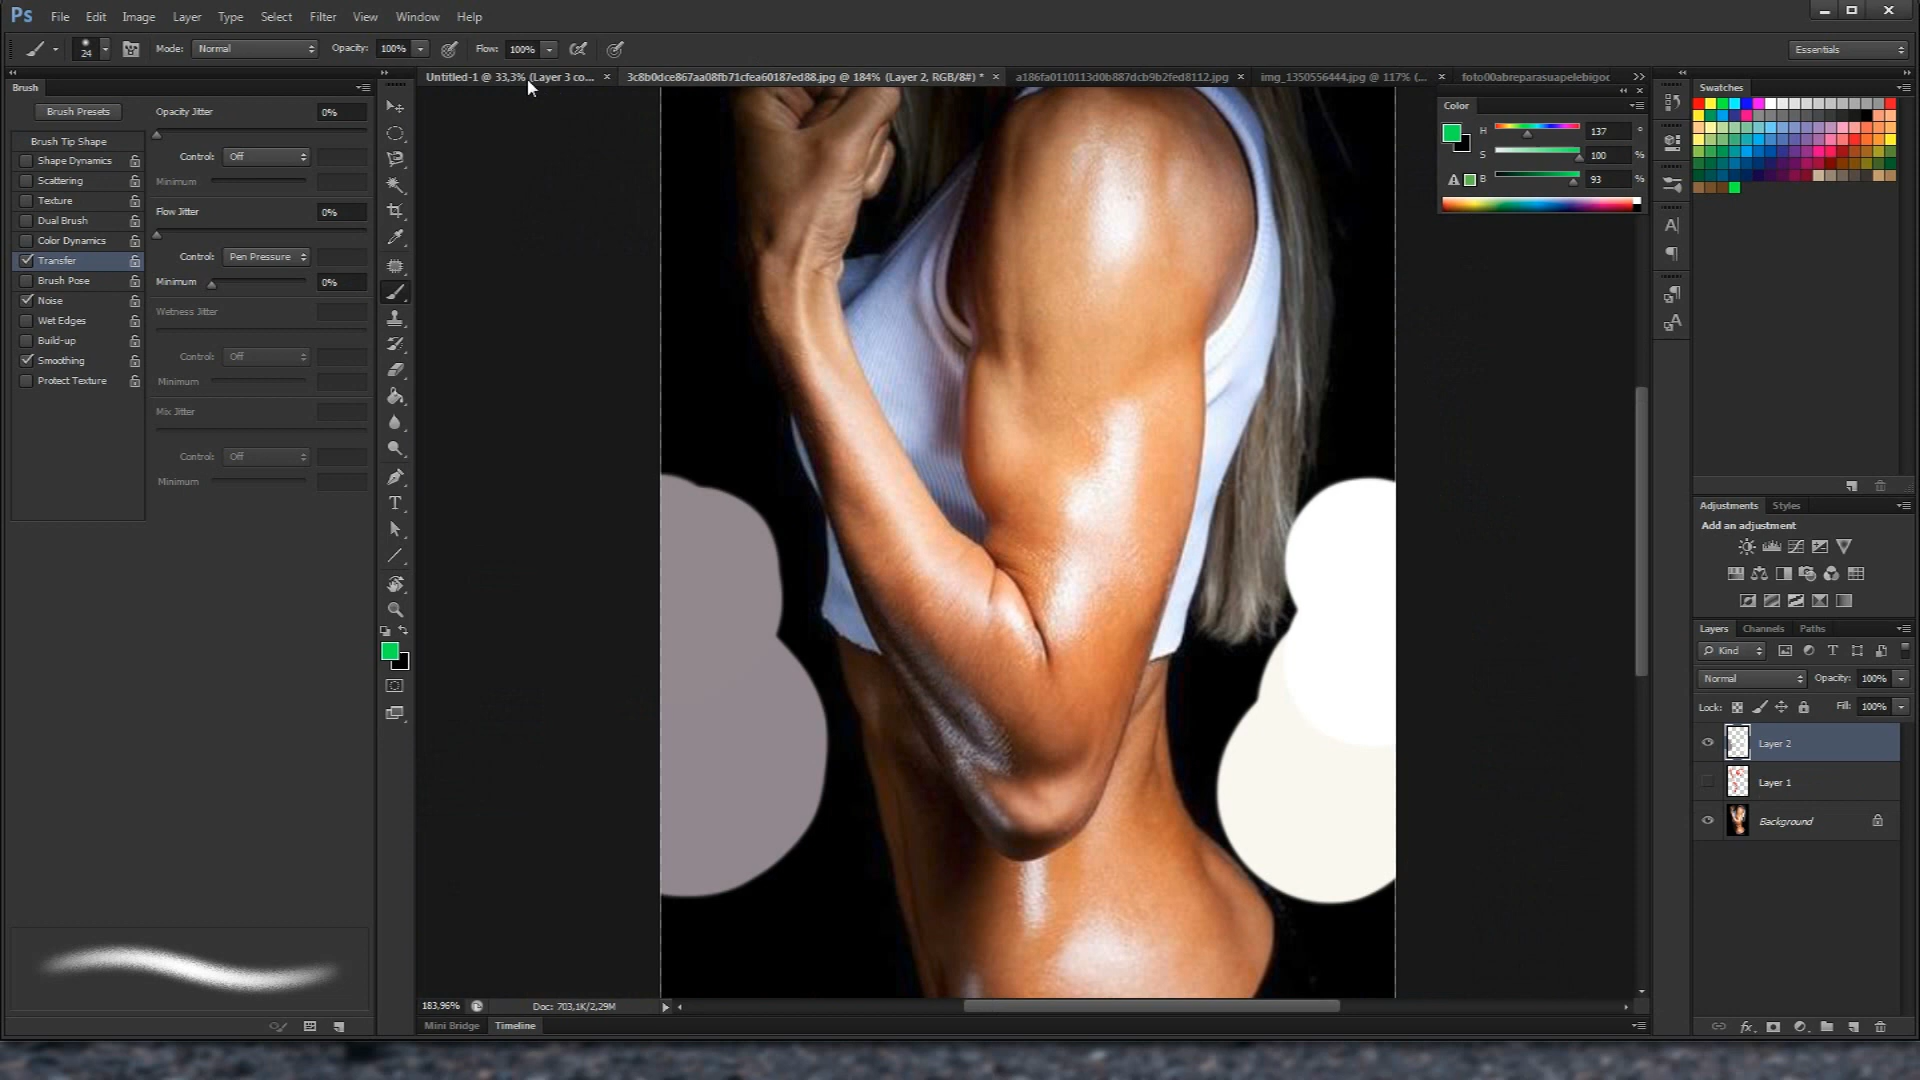 Ps File Edit Image Layer Type Select Filter View Window Help
24 Mode: Normal Opacity: 100% Flow: 100% Essentials
Untitled-1 @ 33,3% (Layer 3 co... 3c8b0dce867aa08fb71cfea60187ed88.jpg @ 184% (Layer 2, RGB/8#) * a186fa0110113d0b887dcb9b2fed8112.jpg img_1350556444.jpg @ 117% (... foto00abreparasuapelebigoc
Brush
Brush Presets
Brush Tip Shape
Shape Dynamics
Scattering
Texture
Dual Brush
Color Dynamics
Transfer
Brush Pose
Noise
Wet Edges
Build-up
Smoothing
Protect Texture
Opacity Jitter 0%
Control: Off
Minimum
Flow Jitter 0%
Control: Pen Pressure
Minimum 0%
Wetness Jitter
Control: Off
Minimum
Mix Jitter
Control: Off
Minimum
Color
H 137 °
S 100 %
B 93 %
Swatches
Adjustments Styles
Add an adjustment
Layers Channels Paths
Kind
Normal Opacity: 100%
Lock: Fill: 100%
Layer 2
Layer 1
Background
183,96% Doc: 703,1K/2,29M
Mini Bridge Timeline